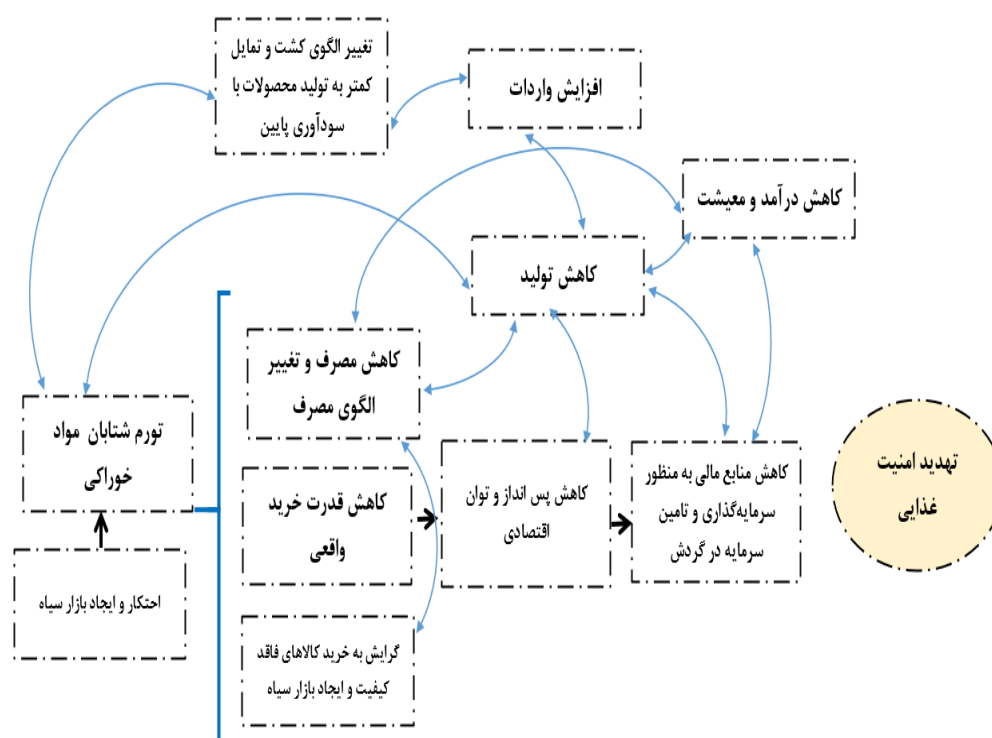 تغییر الگوی کشت و تمایل
کمتر به تولید محصولات با
سودآوری پایین
افزایش واردات
کاهش درآمد و معیشت
کاهش تولید
کاهش مصرف و تغییر
الگوی مصرف
تورم شتابان مواد
خوراکی
کاهش قدرت خرید
واقعی
کاهش پس انداز و توان
اقتصادی
کاهش منابع مالی به منظور
سرمایه‌گذاری و تامین
سرمایه در گردش
تهدید امنیت
غذایی
احتکار و ایجاد بازار سیاه
گرایش به خرید کالاهای فاقد
کیفیت و ایجاد بازار سیاه